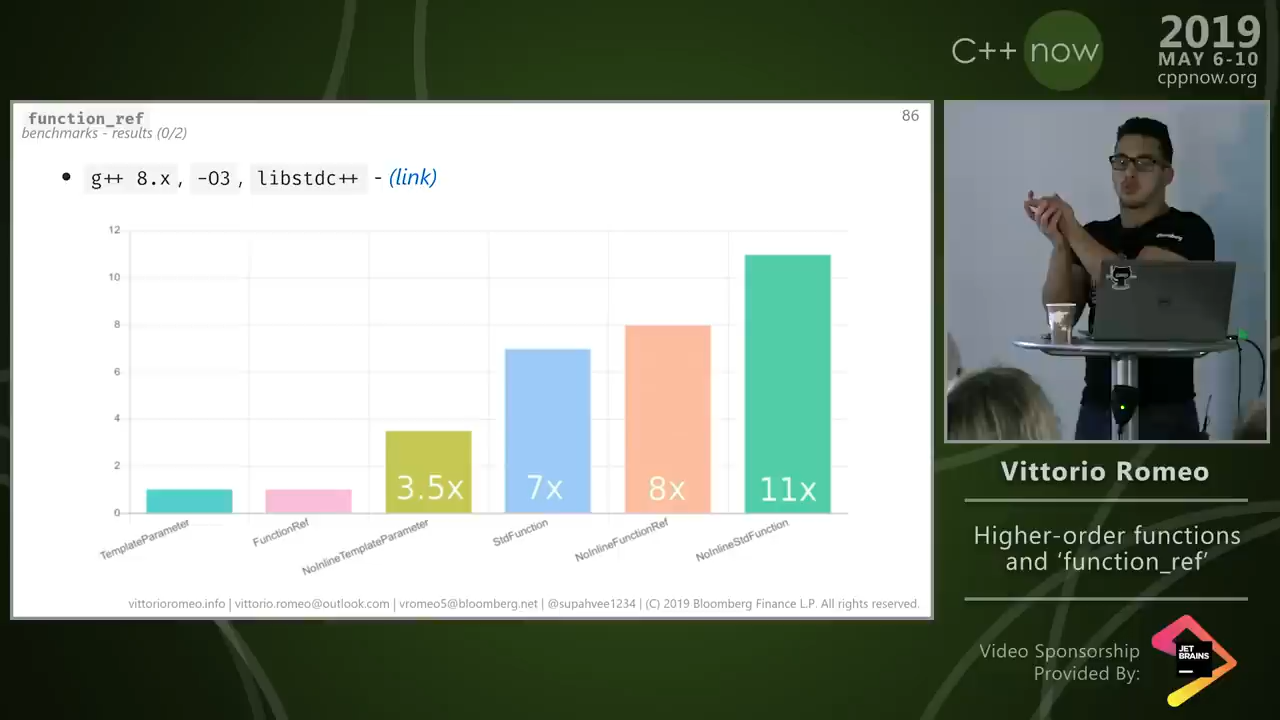 C++ now
2019
MAY 6-10
cppnow.org
function_ref
benchmarks - results (0/2)
86
• g++ 8.x, -O3, libstdc++ - (link)
12
10
8
6
4
2
0
3.5x
7x
8x
11x
TemplateParameter
FunctionRef
NoInlineTemplateParameter
StdFunction
NoInlineFunctionRef
NoInlineStdFunction
vittorioromeo.info | vittorio.romeo@outlook.com | vromeo5@bloomberg.net | @supahvee1234 | (C) 2019 Bloomberg Finance L.P. All rights reserved.
Vittorio Romeo
Higher-order functions
and ‘function_ref’
Video Sponsorship
Provided By:
JET
BRAINS